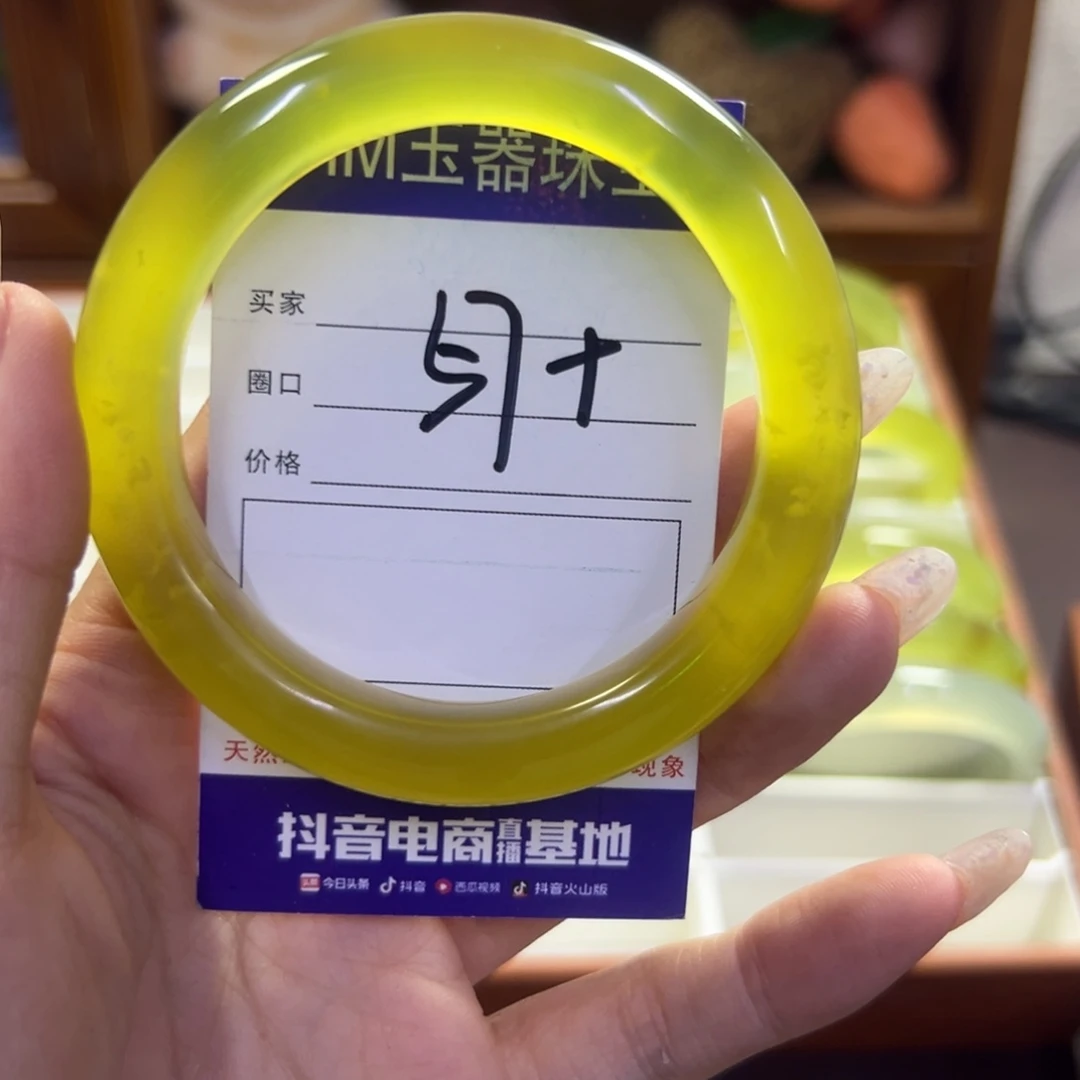 玉器珠
买家
圈口
价格
天然
现象
抖音电商直播基地
今日头条 抖音 西瓜视频 抖音火山版